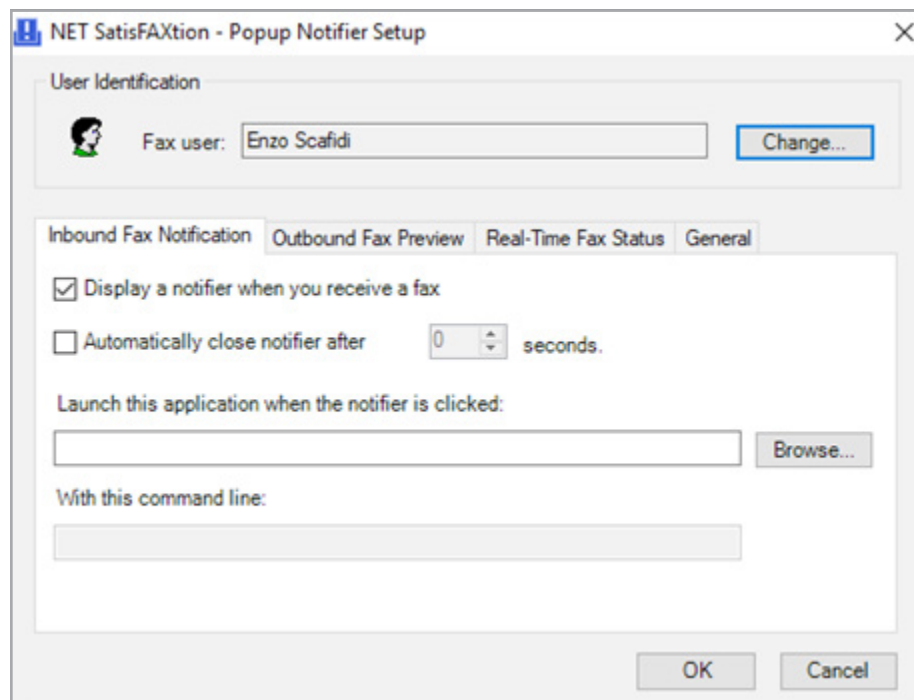 NET SatisFAXtion - Popup Notifier Setup
User Identification
Fax user: Enzo Scafidi Change...
Inbound Fax Notification Outbound Fax Preview Real-Time Fax Status General
Display a notifier when you receive a fax
Automatically close notifier after 0 seconds.
Launch this application when the notifier is clicked:
Browse...
With this command line:
OK Cancel